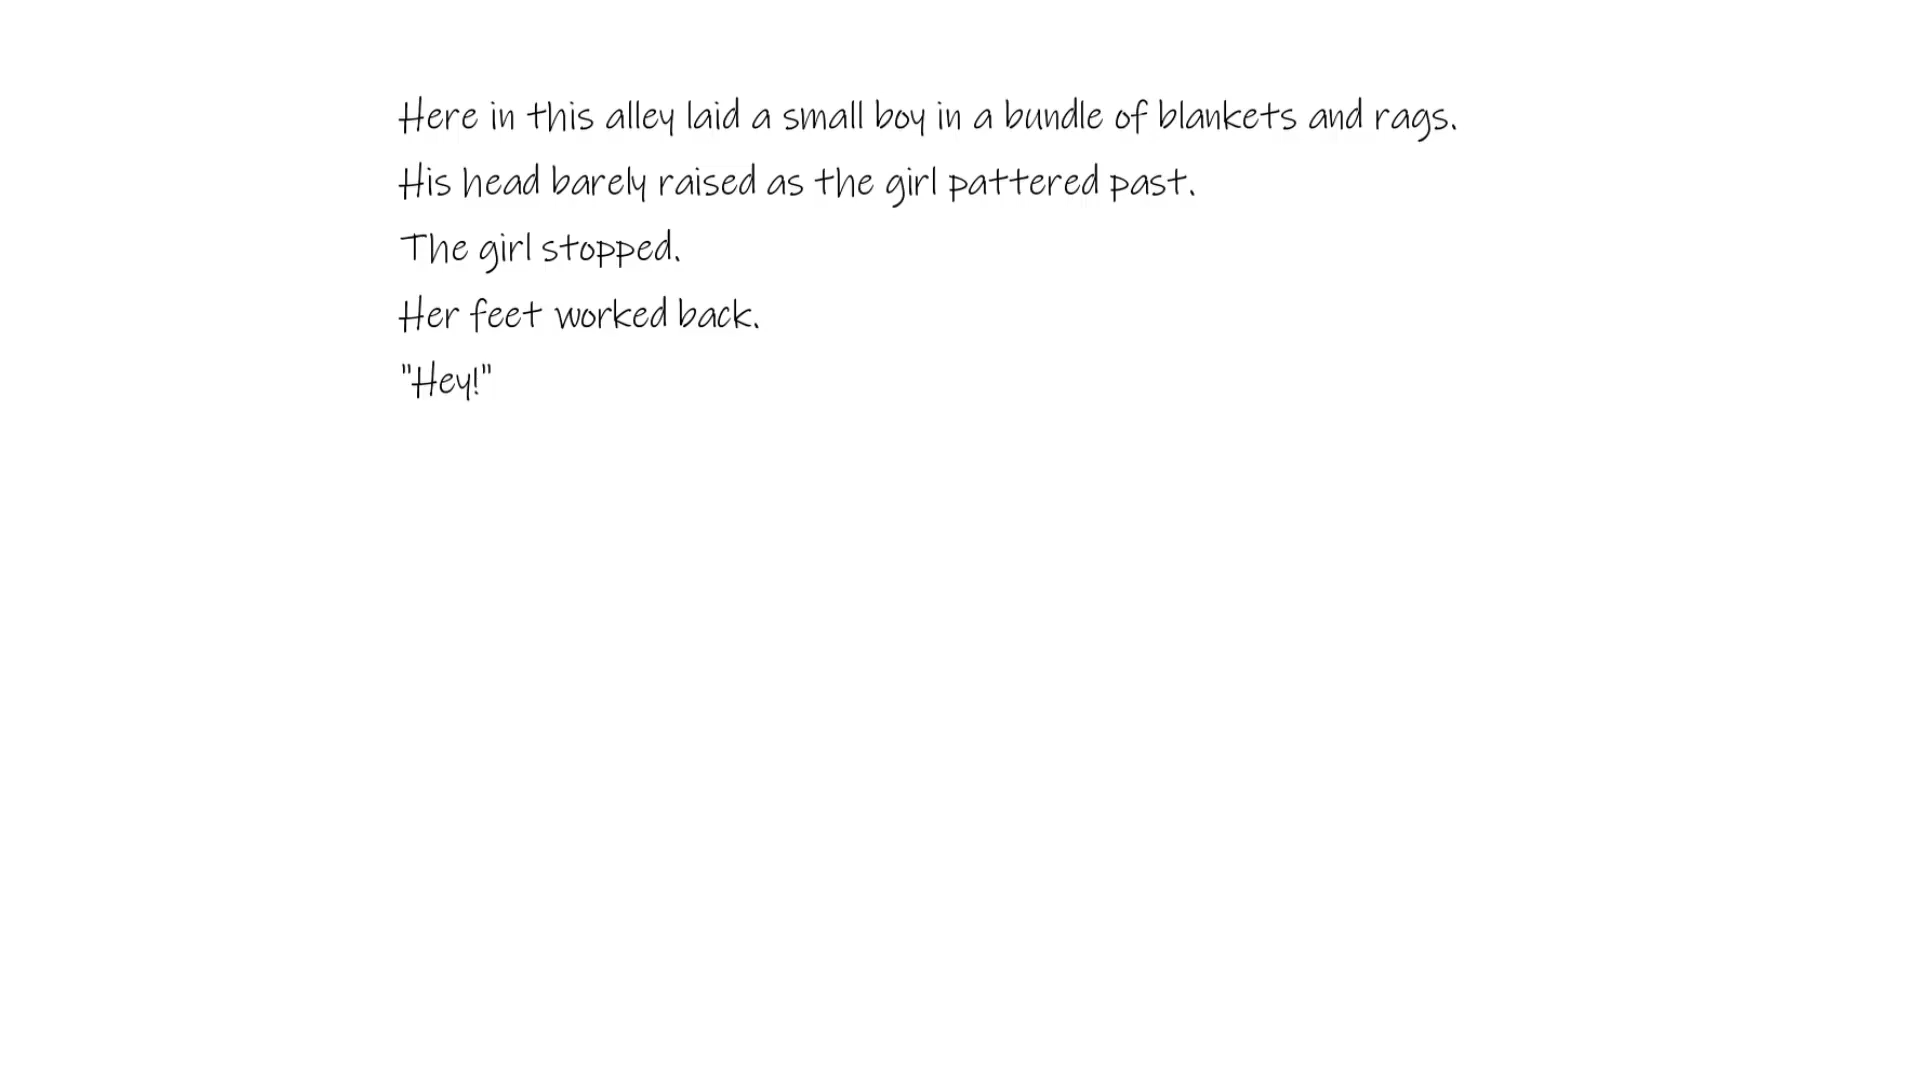 Here in this alley laid a small boy in a bundle of blankets and rags.
His head barely raised as the girl pattered past.
The girl stopped.
Her feet worked back.
"Hey!"